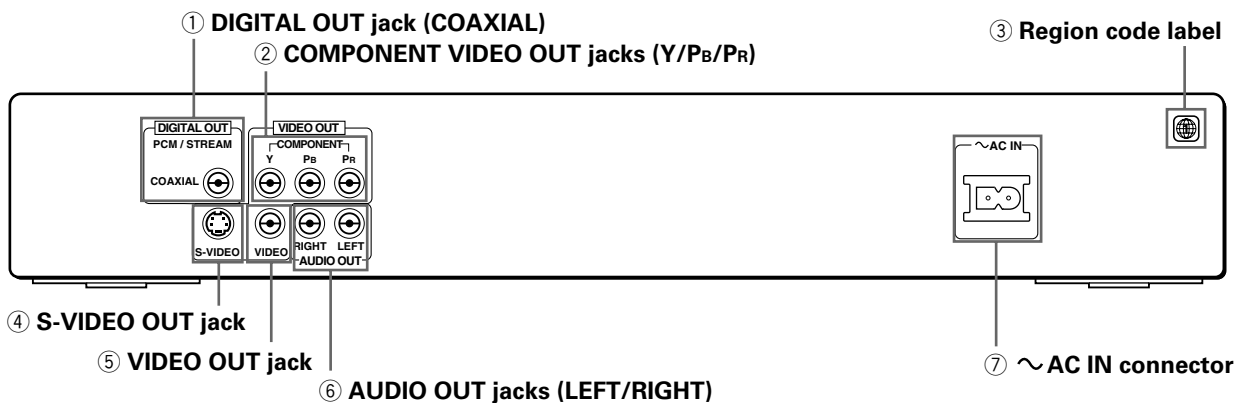 ① DIGITAL OUT jack (COAXIAL)
② COMPONENT VIDEO OUT jacks (Y/PB/PR)
③ Region code label
DIGITAL OUT
PCM / STREAM
COAXIAL
VIDEO OUT
COMPONENT
Y PB PR
S-VIDEO
VIDEO
RIGHT LEFT
AUDIO OUT
～AC IN
④ S-VIDEO OUT jack
⑤ VIDEO OUT jack
⑥ AUDIO OUT jacks (LEFT/RIGHT)
⑦ ～AC IN connector